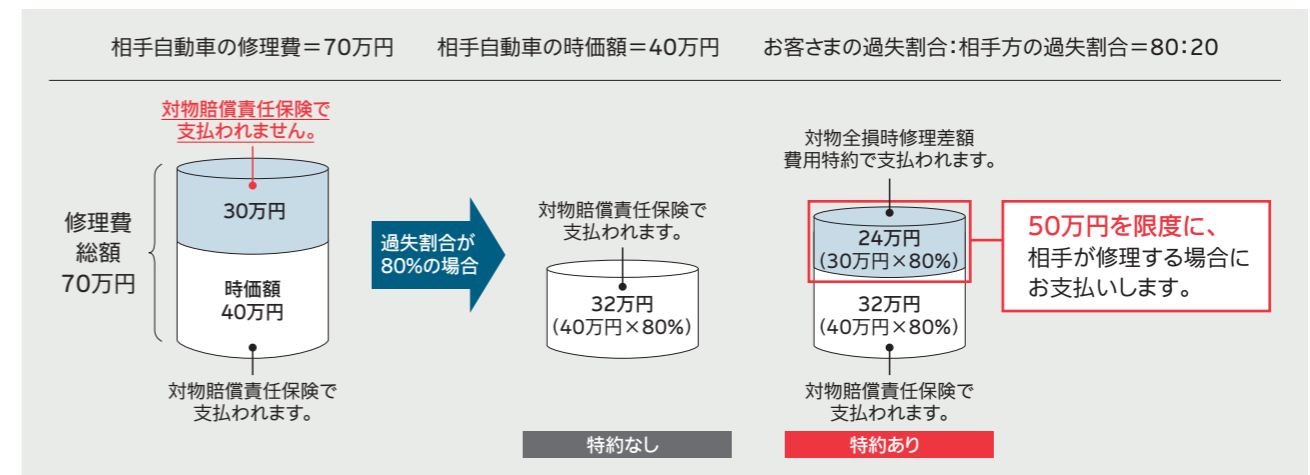 相手自動車の修理費＝70万円　相手自動車の時価額＝40万円　お客さまの過失割合：相手方の過失割合＝80：20
対物賠償責任保険で
支払われません。
30万円
修理費
総額
70万円
時価額
40万円
対物賠償責任保険で
支払われます。
過失割合が
80%の場合
対物賠償責任保険で
支払われます。
32万円
(40万円×80%)
特約なし
対物全損時修理差額
費用特約で支払われます。
24万円
(30万円×80%)
32万円
(40万円×80%)
対物賠償責任保険で
支払われます。
特約あり
50万円を限度に、
相手が修理する場合に
お支払いします。